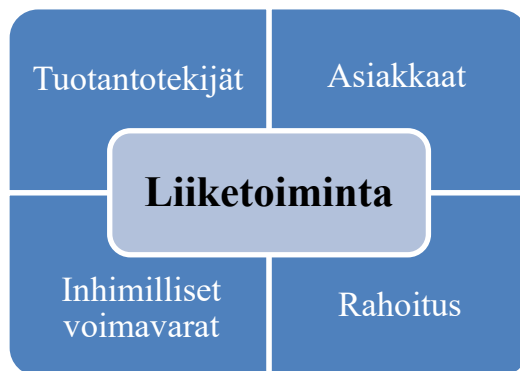 Tuotantotekijät
Asiakkaat
Liiketoiminta
Inhimilliset
voimavarat
Rahoitus